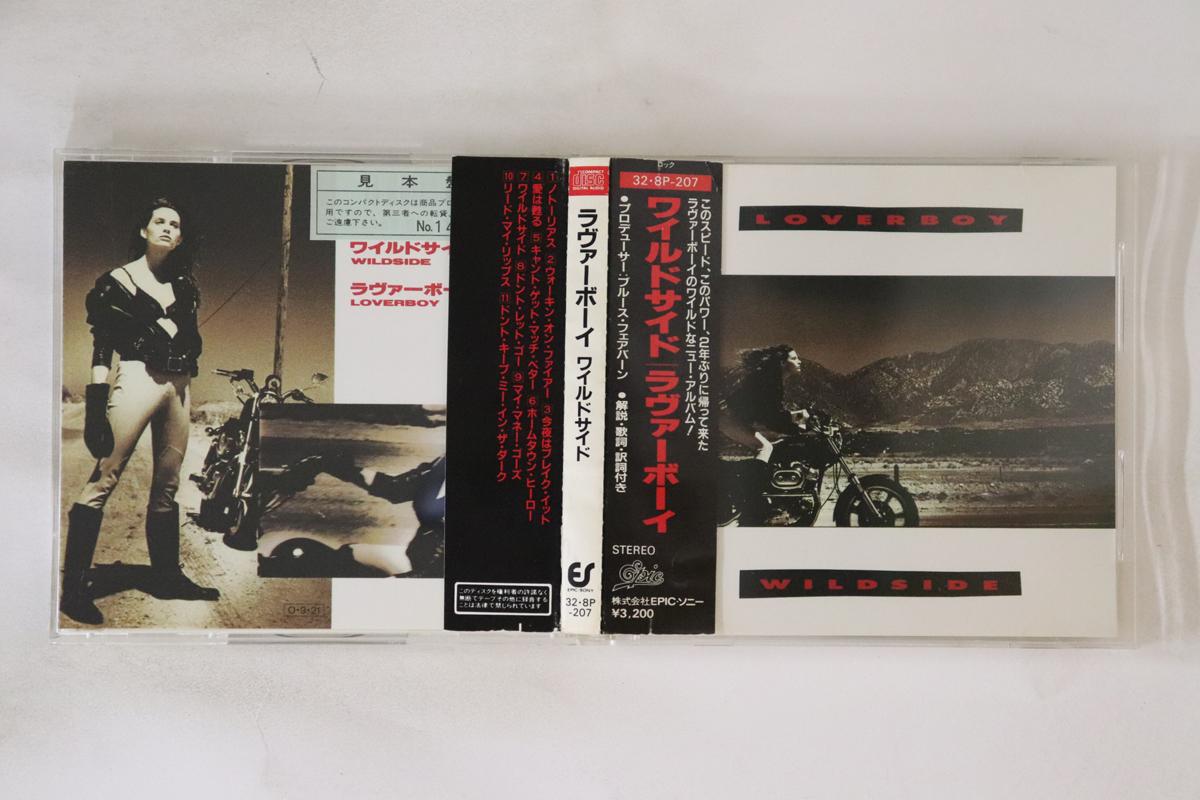 見本
このコンパクトディスクは商品プロ
用ですので、第三者への転貸、
ご遠慮下さい。
No.14
ワイルドサイ
WILDSIDE
ラヴァーボー
LOVERBOY
O・3・21
①ノトーリアス ②ウォーキン・オン・ファイアー ③今夜はブレイク・イット
④愛は甦る ⑤キャント・ゲット・マッチ・ベター ⑥ホームタウン・ヒーロー
⑦ワイルドサイド ⑧ドント・レット・ゴー ⑨マイ・マネー・ゴーズ
⑩リード・マイ・リップス ⑪ドント・キープ・ミー・イン・ザ・ダーク
このディスクを権利者の許諾なく
無断でテープその他に録音する
ことは法律で禁じられています
COMPACT
disc
DIGITAL AUDIO
ラヴァーボーイ ワイルドサイド
ES
EPIC・SONY
32・8P
-207
ロック
32・8P-207
このスピード、このパワー、2年ぶりに帰って来た
ラヴァーボーイのワイルドなニュー・アルバム!
ワイルドサイド ラヴァーボーイ
●プロデューサー・ブルース・フェアバーン ●解説・歌詞・訳詞付き
STEREO
Epic
株式会社EPIC・ソニー
¥3,200
LOVERBOY
WILDSIDE